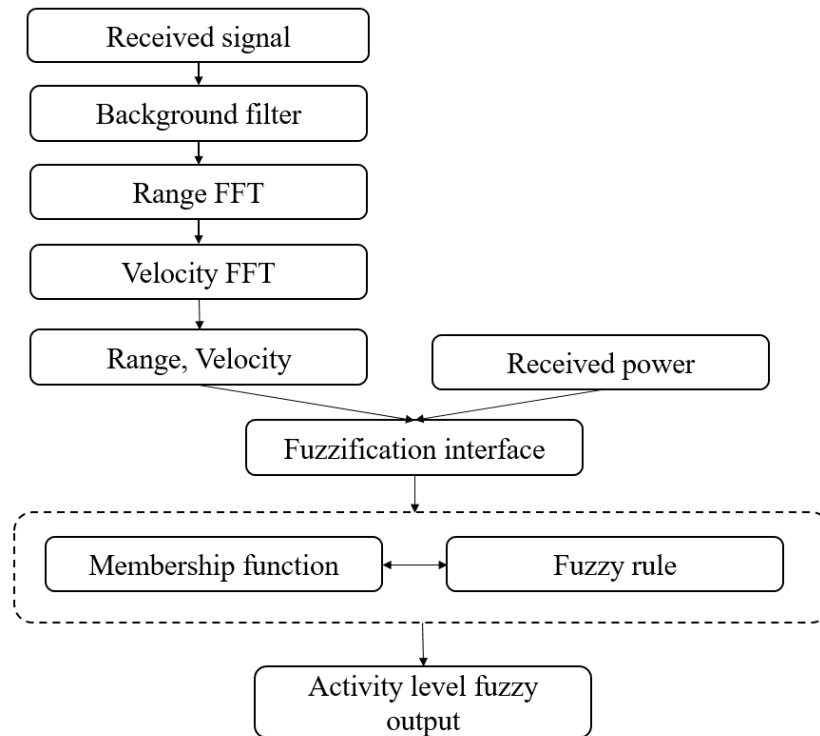 Received signal
Background filter
Range FFT
Velocity FFT
Range, Velocity
Received power
Fuzzification interface
Membership function
Fuzzy rule
Activity level fuzzy
output